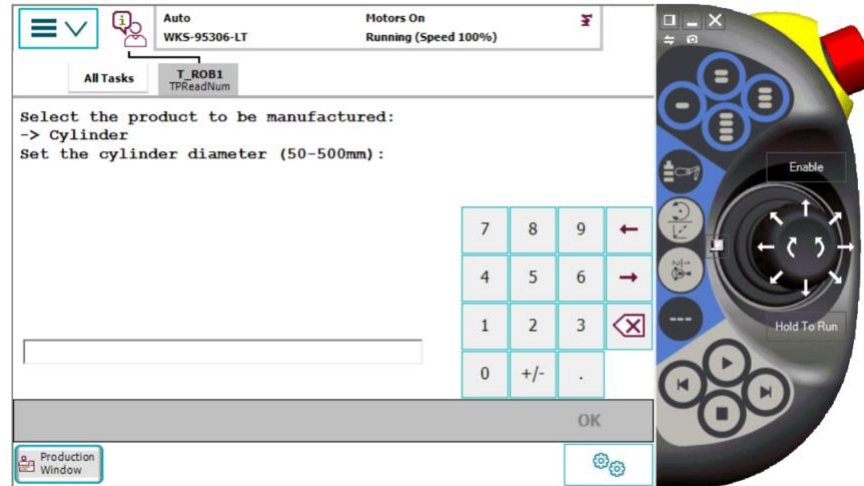 Auto
Motors On
WKS-95306-LT
Running (Speed 100%)
All Tasks
T_ROB1
TPReadNum
Select the product to be manufactured:
-> Cylinder
Set the cylinder diameter (50-500mm):
7 8 9
4 5 6
1 2 3
0 +/- .
OK
Production
Window
Enable
Hold To Run